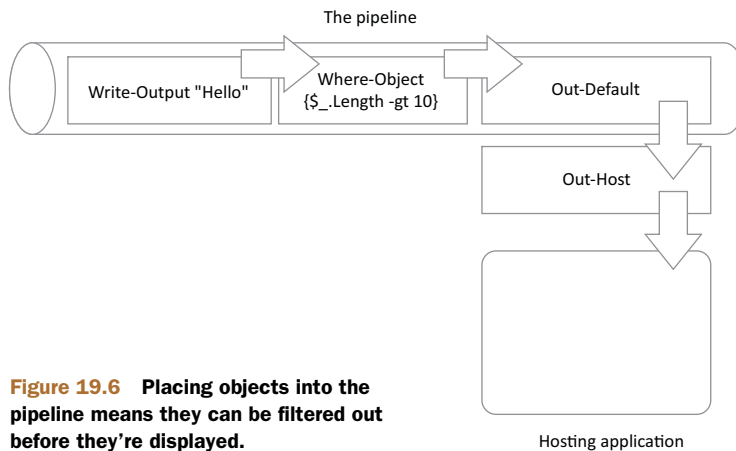 The pipeline
Write-Output "Hello"
Where-Object
{$_.Length -gt 10}
Out-Default
Out-Host
Figure 19.6 Placing objects into the
pipeline means they can be filtered out
before they're displayed.
Hosting application